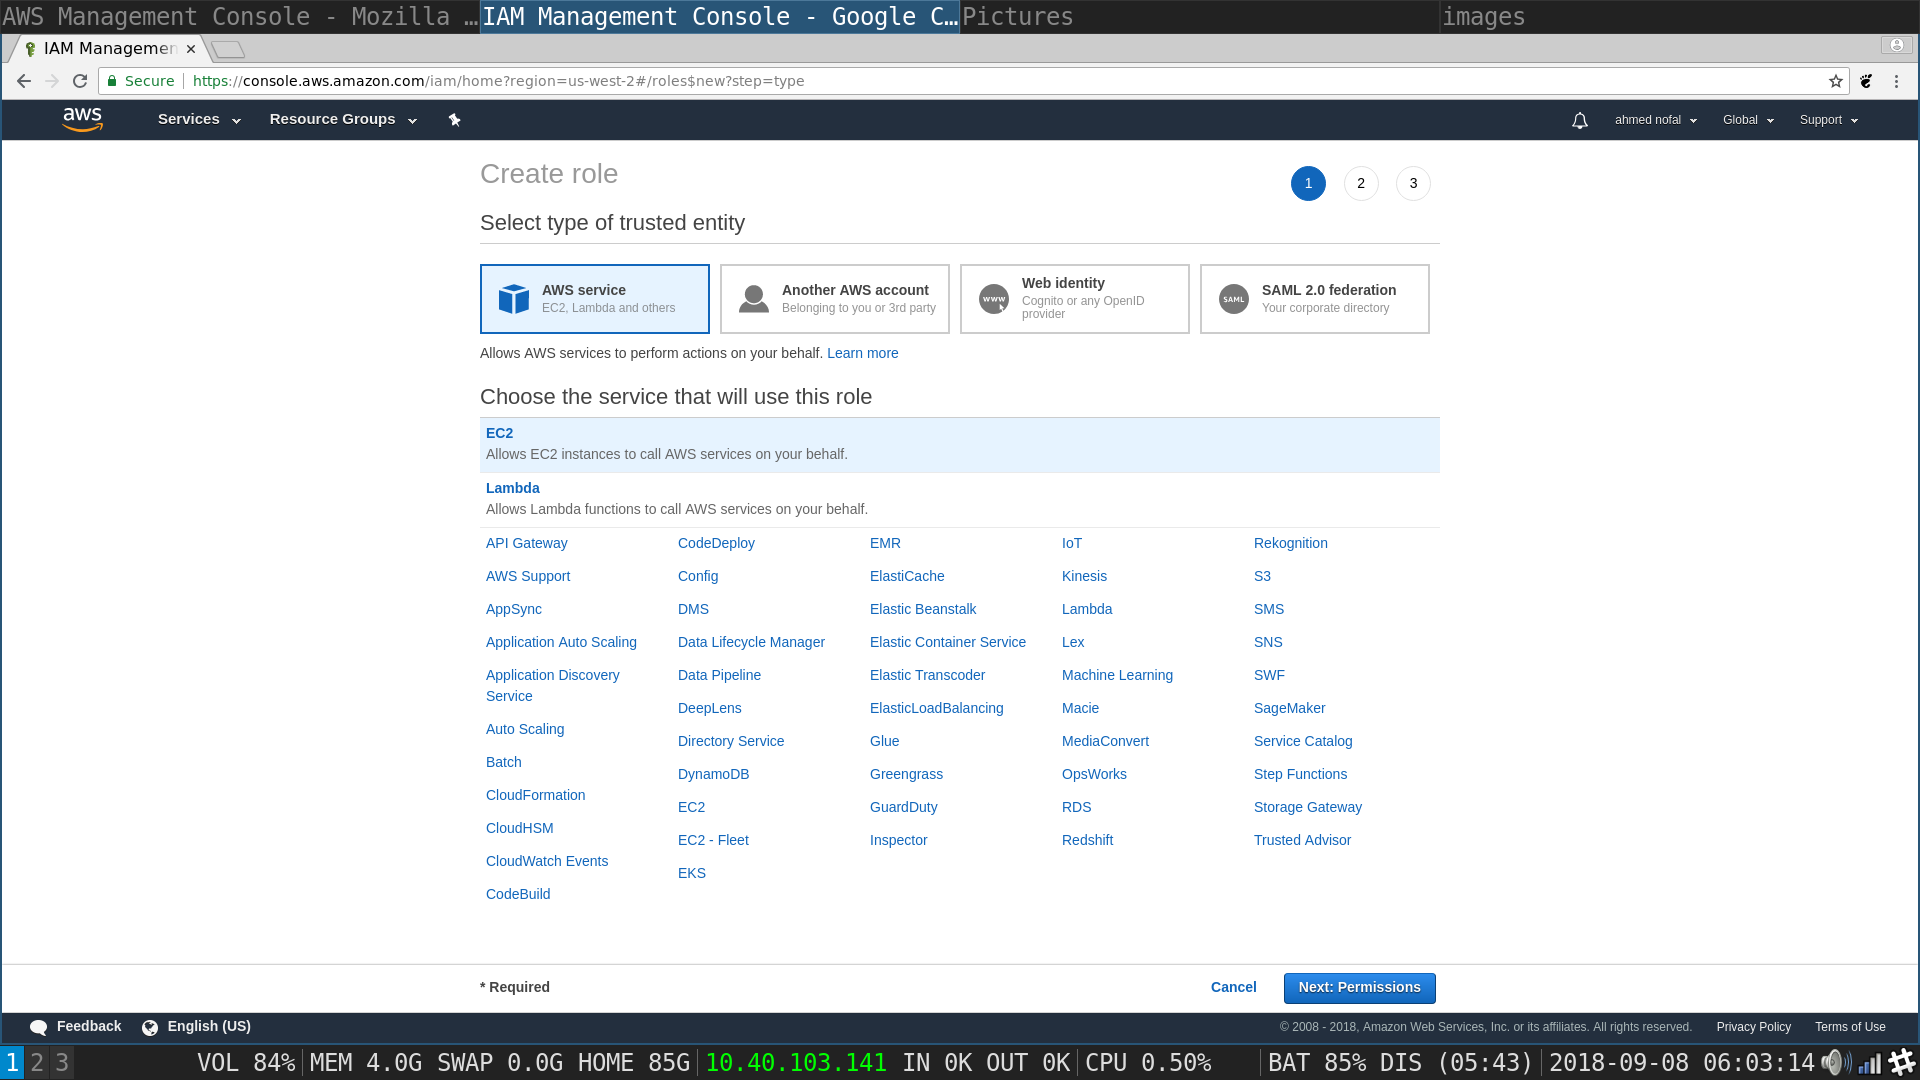 AWS Management Console - Mozilla …
IAM Management Console - Google C…
Pictures
images
IAM Managemen
Secure
https://console.aws.amazon.com/iam/home?region=us-west-2#/roles$new?step=type
aws
Services
Resource Groups
ahmed nofal
Global
Support
Create role
1
2
3
Select type of trusted entity
AWS service
EC2, Lambda and others
Another AWS account
Belonging to you or 3rd party
www
Web identity
Cognito or any OpenID
provider
SAML
SAML 2.0 federation
Your corporate directory
Allows AWS services to perform actions on your behalf. Learn more
Choose the service that will use this role
EC2
Allows EC2 instances to call AWS services on your behalf.
Lambda
Allows Lambda functions to call AWS services on your behalf.
API Gateway
AWS Support
AppSync
Application Auto Scaling
Application Discovery
Service
Auto Scaling
Batch
CloudFormation
CloudHSM
CloudWatch Events
CodeBuild
CodeDeploy
Config
DMS
Data Lifecycle Manager
Data Pipeline
DeepLens
Directory Service
DynamoDB
EC2
EC2 - Fleet
EKS
EMR
ElastiCache
Elastic Beanstalk
Elastic Container Service
Elastic Transcoder
ElasticLoadBalancing
Glue
Greengrass
GuardDuty
Inspector
IoT
Kinesis
Lambda
Lex
Machine Learning
Macie
MediaConvert
OpsWorks
RDS
Redshift
Rekognition
S3
SMS
SNS
SWF
SageMaker
Service Catalog
Step Functions
Storage Gateway
Trusted Advisor
* Required
Cancel
Next: Permissions
Feedback
English (US)
© 2008 - 2018, Amazon Web Services, Inc. or its affiliates. All rights reserved.
Privacy Policy
Terms of Use
1 2 3
VOL 84% MEM 4.0G SWAP 0.0G HOME 85G 10.40.103.141 IN 0K OUT 0K CPU 0.50% BAT 85% DIS (05:43) 2018-09-08 06:03:14